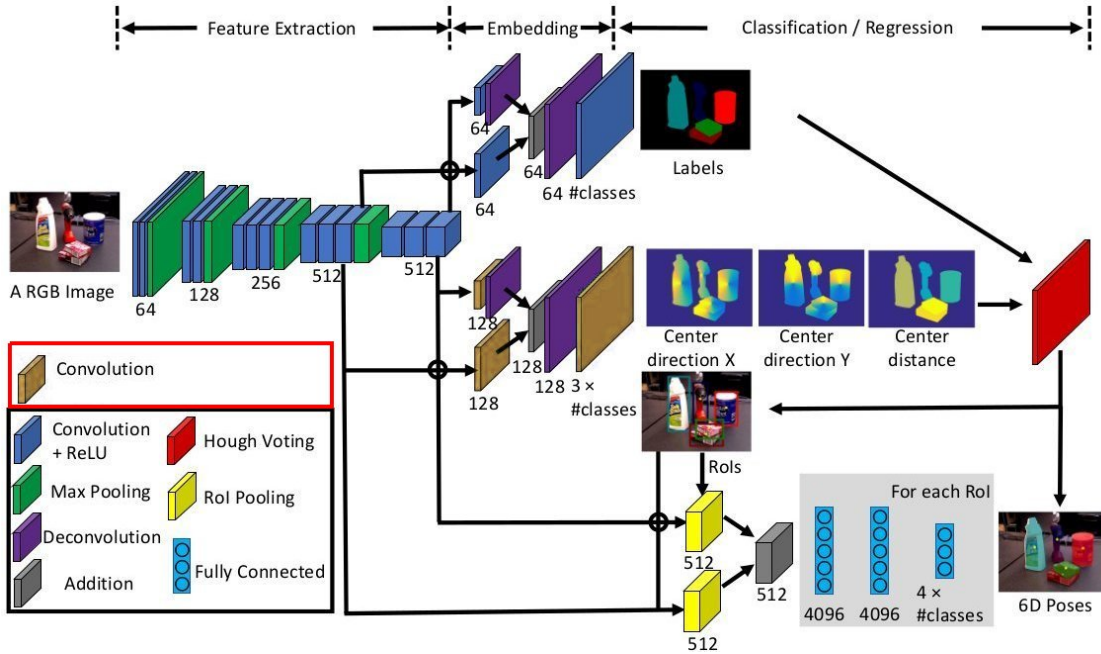 Feature Extraction
Embedding
Classification / Regression
64
64
64
64
#classes
Labels
A RGB Image
64
128
256
512
512
128
128
128
128
3 ×
#classes
Center
direction X
Center
direction Y
Center
distance
Convolution
Convolution
+ ReLU
Hough Voting
Max Pooling
RoI Pooling
Deconvolution
Addition
Fully Connected
RoIs
512
512
512
For each RoI
4096
4096
4 ×
#classes
6D Poses